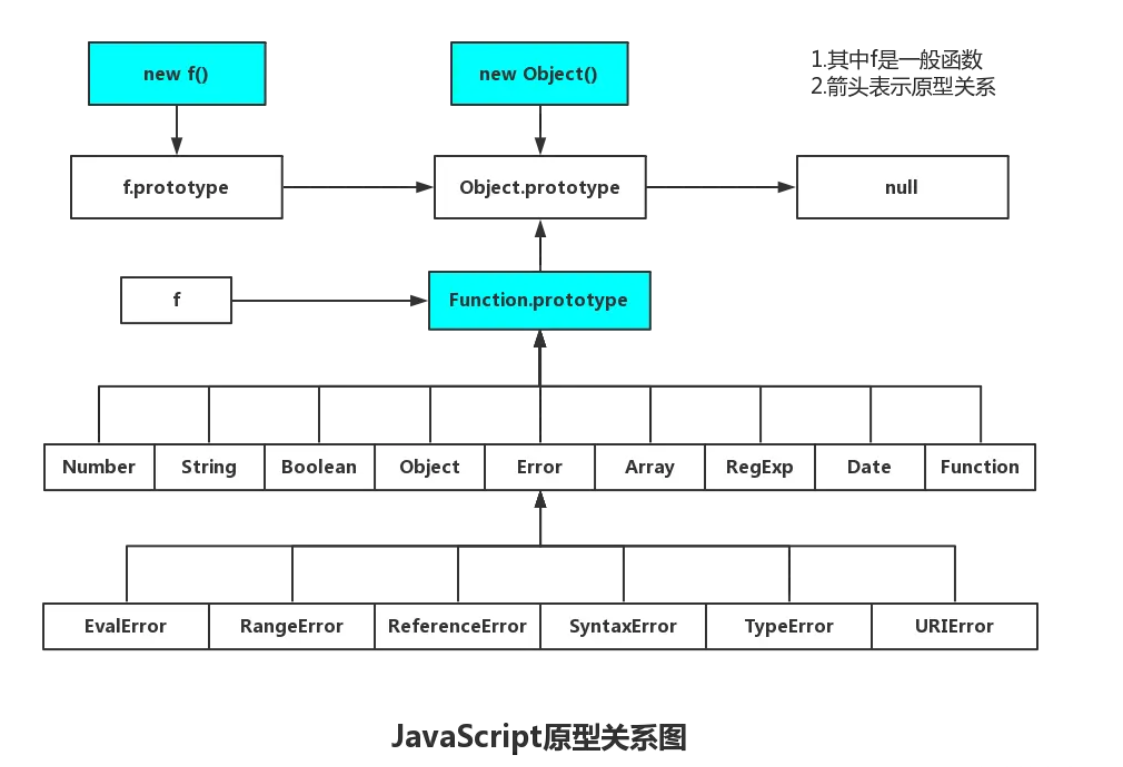 new f()
new Object()
1.其中f是一般函数
2.箭头表示原型关系
f.prototype
Object.prototype
null
f
Function.prototype
Number
String
Boolean
Object
Error
Array
RegExp
Date
Function
EvalError
RangeError
ReferenceError
SyntaxError
TypeError
URIError
JavaScript原型关系图